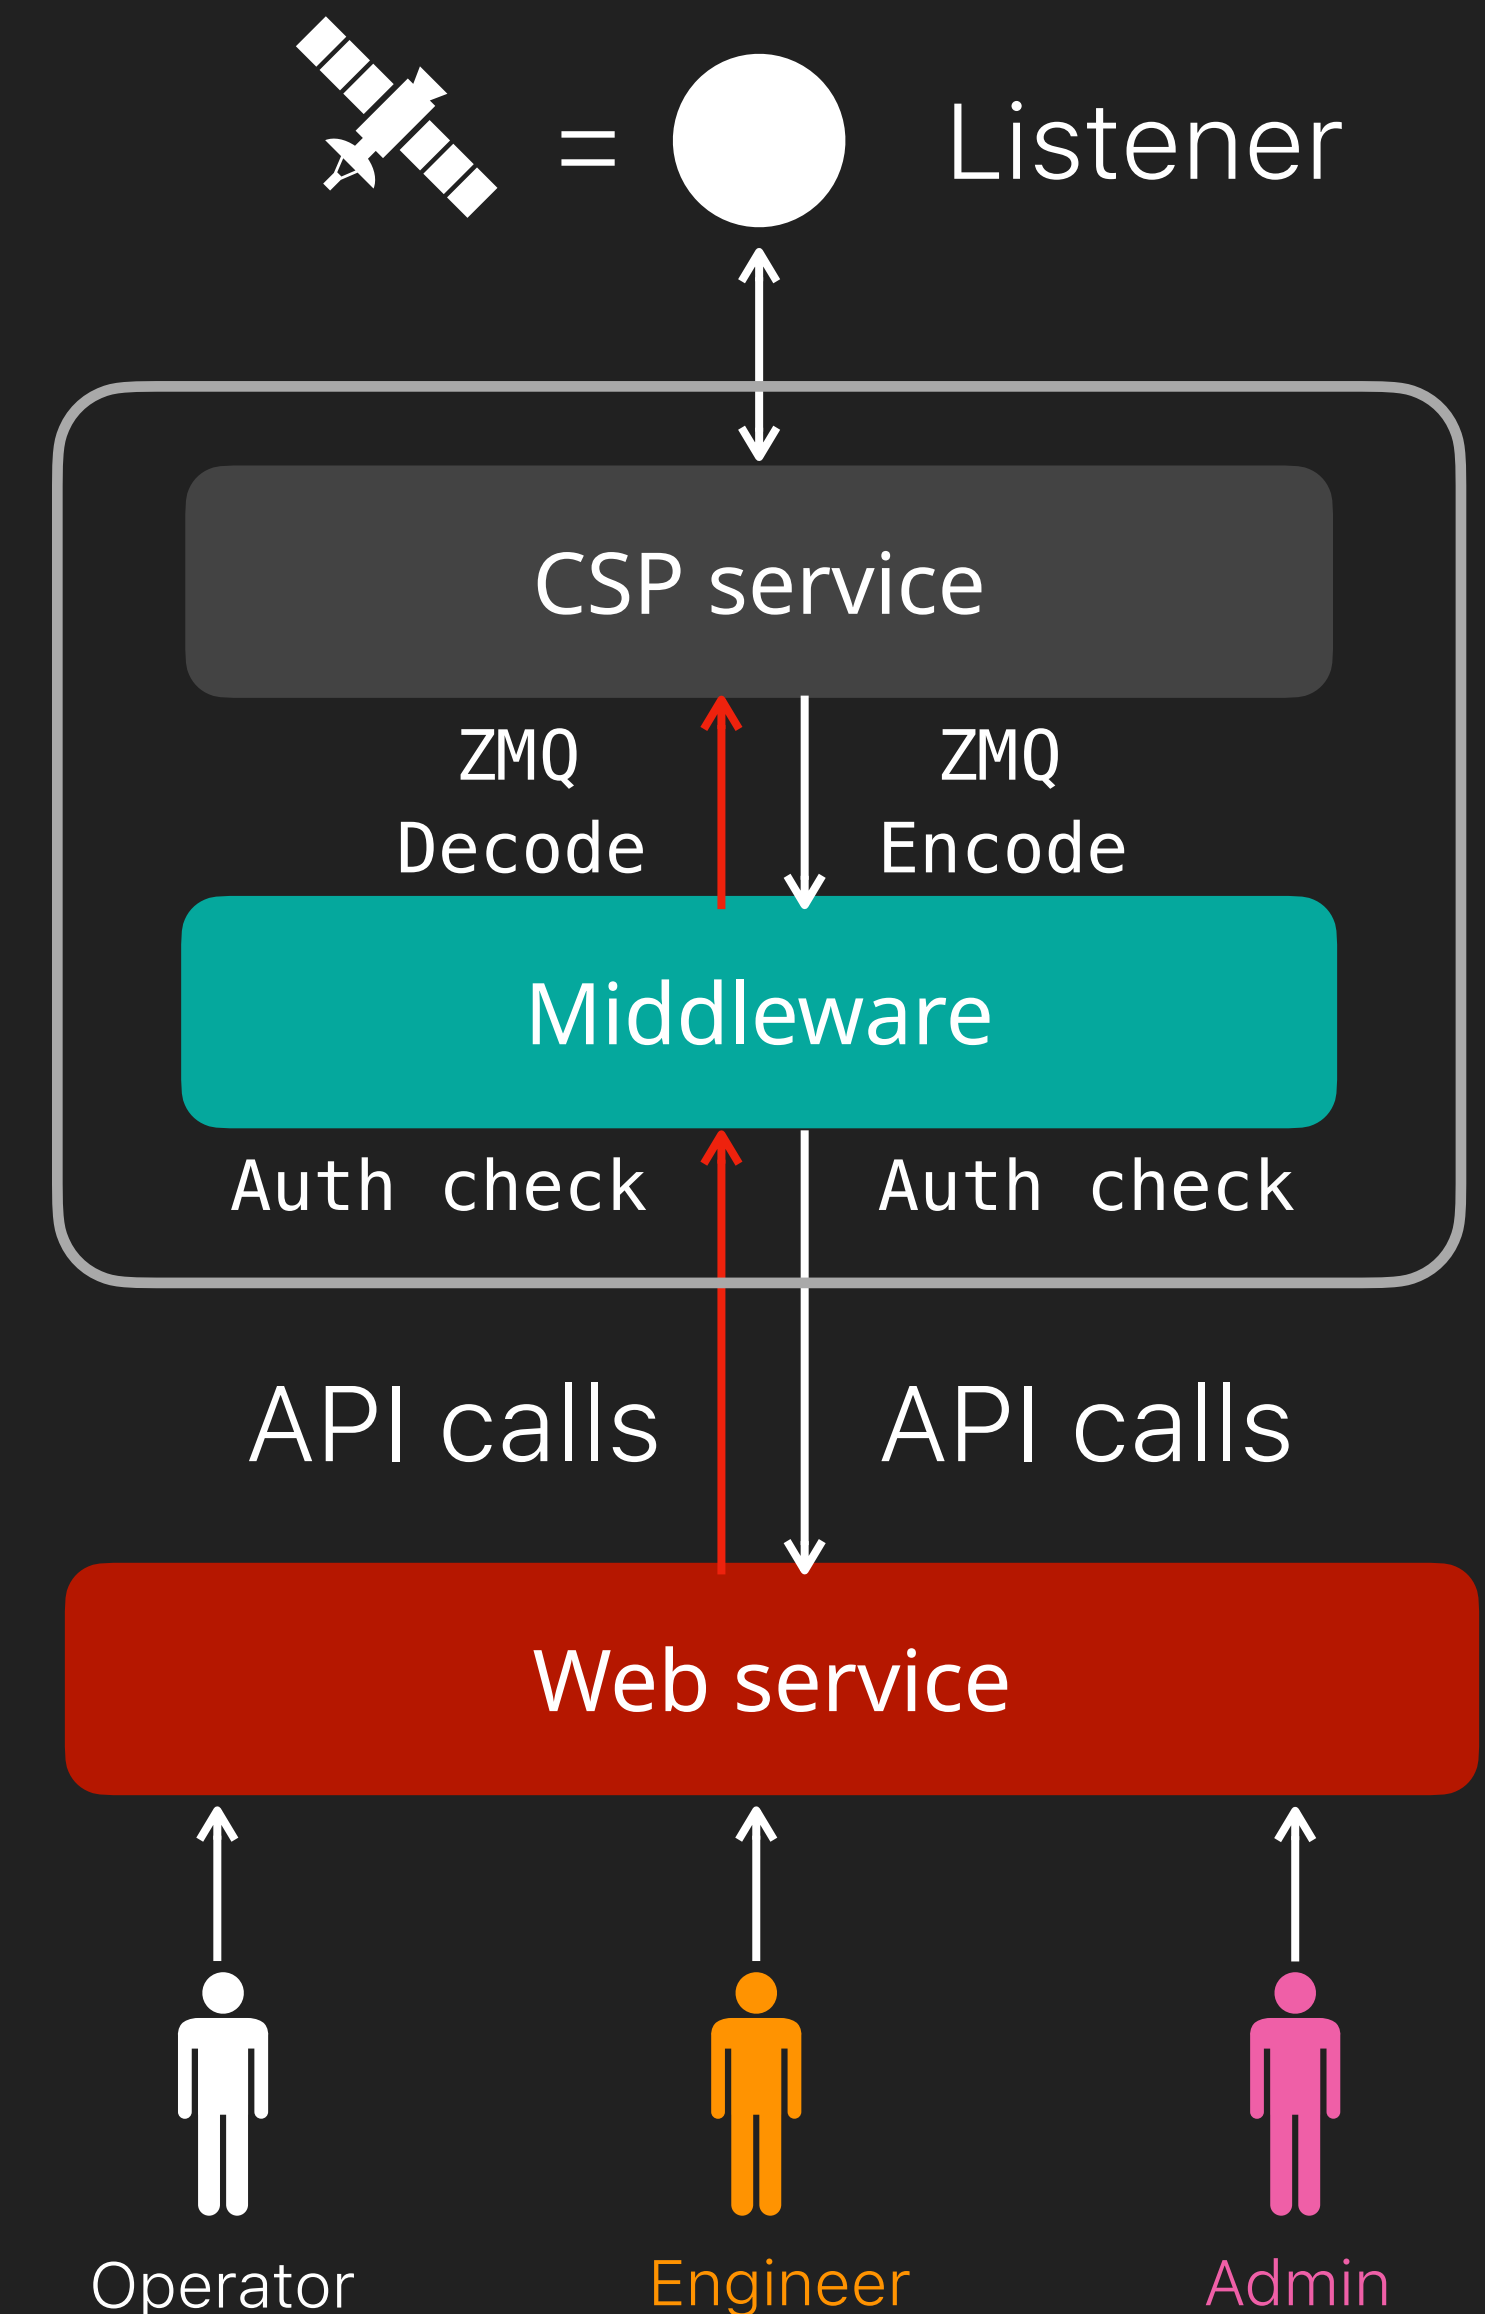 = Listener
CSP service
ZMQ ZMQ
Decode Encode
Middleware
Auth check Auth check
API calls API calls
Web service
Operator Engineer Admin